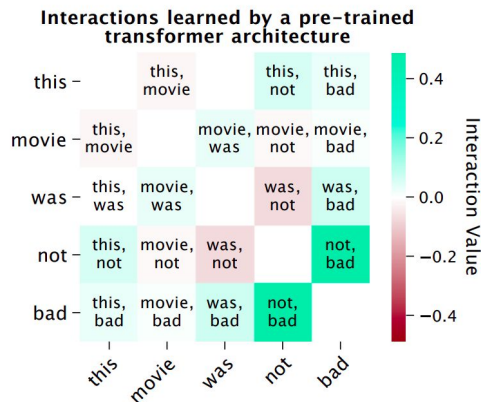 Interactions learned by a pre-trained
transformer architecture
this
this, movie
this, not
this, bad
movie
this, movie
movie, was
movie, not
movie, bad
was
this, was
movie, was
was, not
was, bad
not
this, not
movie, not
was, not
not, bad
bad
this, bad
movie, bad
was, bad
not, bad
this
movie
was
not
bad
0.4
0.2
0.0
−0.2
−0.4
Interaction Value